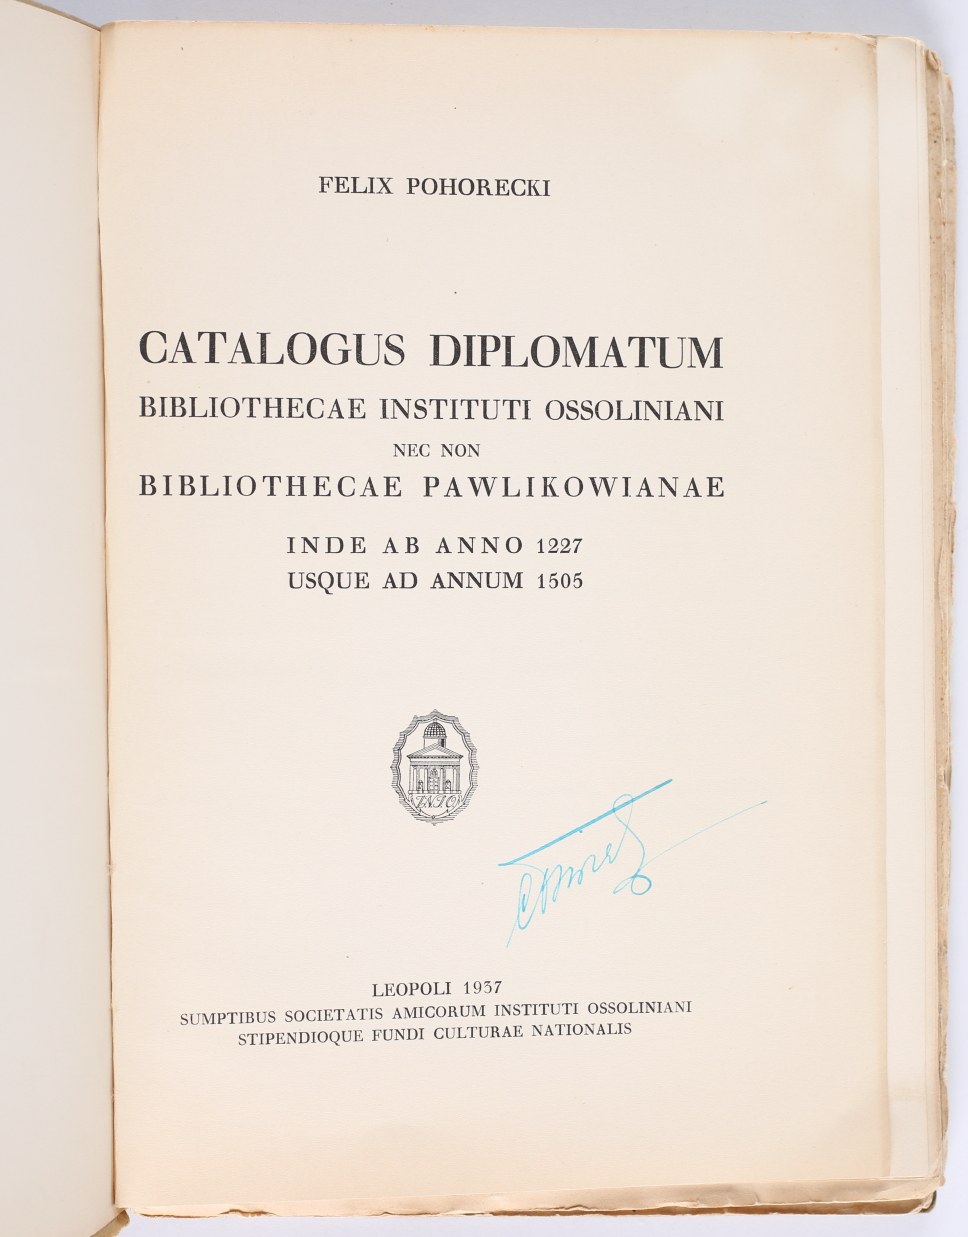 FELIX POHORECKI
CATALOGUS DIPLOMATUM
BIBLIOTHECAE INSTITUTI OSSOLINIANI
NEC NON
BIBLIOTHECAE PAWLIKOWIANAE
INDE AB ANNO 1227
USQUE AD ANNUM 1505
LEOPOLI 1937
SUMPTIBUS SOCIETATIS AMICORUM INSTITUTI OSSOLINIANI
STIPENDIOQUE FUNDI CULTURAE NATIONALIS